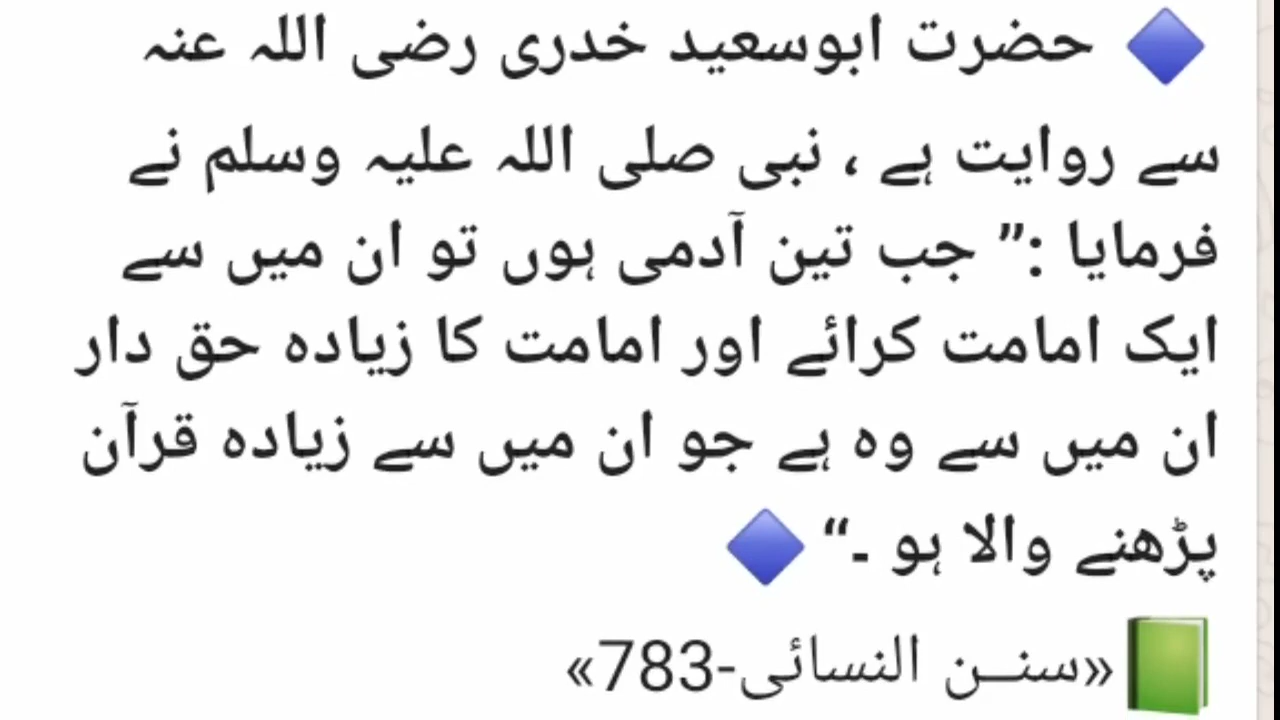 🔷 حضرت ابوسعید خدری رضی اللہ عنہ
سے روایت ہے ، نبی صلی اللہ علیہ وسلم نے
فرمایا :” جب تین آدمی ہوں تو ان میں سے
ایک امامت کرائے اور امامت کا زیادہ حق دار
ان میں سے وہ ہے جو ان میں سے زیادہ قرآن
پڑھنے والا ہو ۔“ 🔷
📗«سنــن النسائی-783»